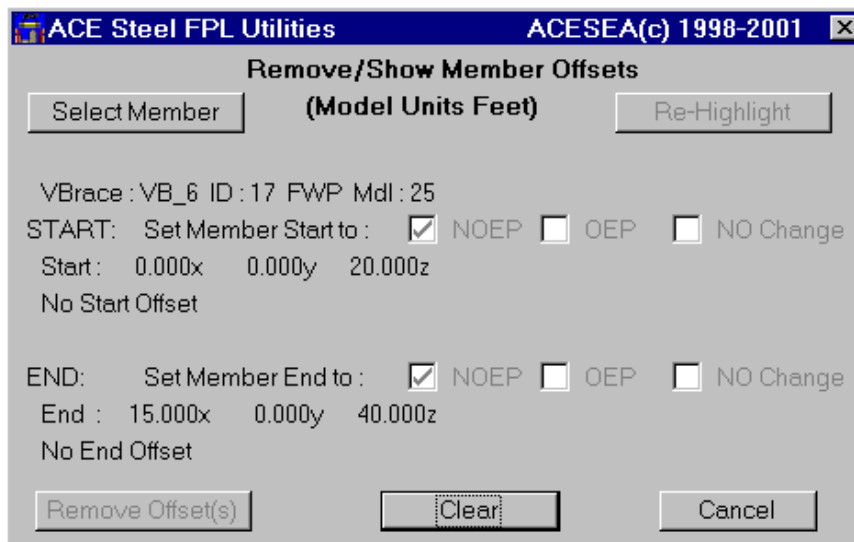 ACE Steel FPL Utilities ACESEA(c) 1998-2001
Remove/Show Member Offsets
Select Member (Model Units Feet) Re-Highlight
VBrace : VB_6 ID : 17 FWP Mdl : 25
START: Set Member Start to : NOEP OEP NO Change
Start : 0.000x 0.000y 20.000z
No Start Offset
END: Set Member End to : NOEP OEP NO Change
End : 15.000x 0.000y 40.000z
No End Offset
Remove Offset(s) Clear Cancel